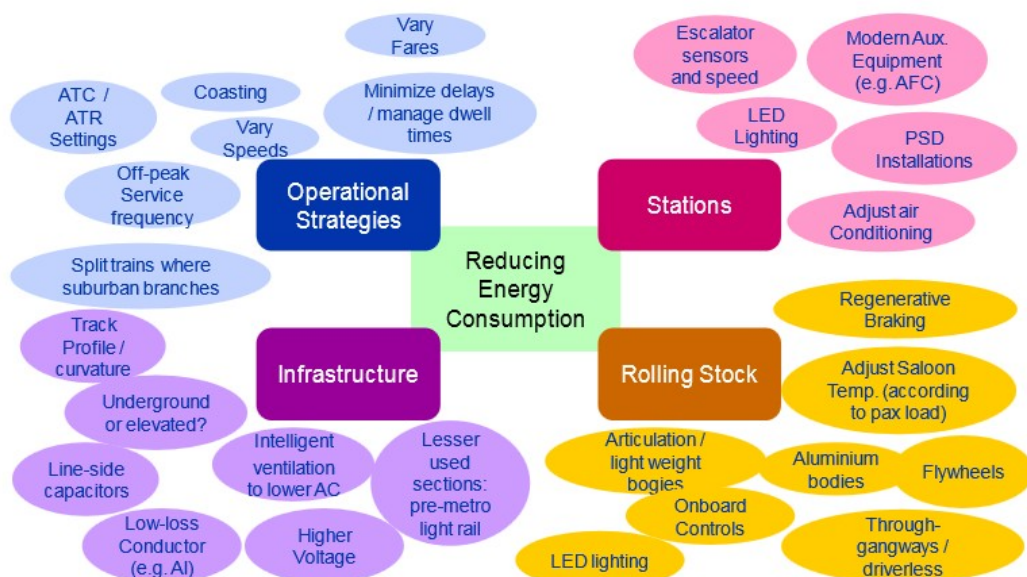 Vary
Fares
ATC /
ATR
Settings
Coasting
Minimize delays
/ manage dwell
times
Vary
Speeds
Off-peak
Service
frequency
Operational
Strategies
Split trains where
suburban branches
Escalator
sensors
and speed
Modern Aux.
Equipment
(e.g. AFC)
LED
Lighting
PSD
Installations
Stations
Adjust air
Conditioning
Reducing
Energy
Consumption
Track
Profile /
curvature
Infrastructure
Underground
or elevated?
Line-side
capacitors
Intelligent
ventilation
to lower AC
Lesser
used
sections:
pre-metro
light rail
Low-loss
Conductor
(e.g. Al)
Higher
Voltage
Regenerative
Braking
Rolling Stock
Adjust Saloon
Temp. (according
to pax load)
Articulation /
light weight
bogies
Aluminium
bodies
Flywheels
Onboard
Controls
LED lighting
Through-
gangways /
driverless